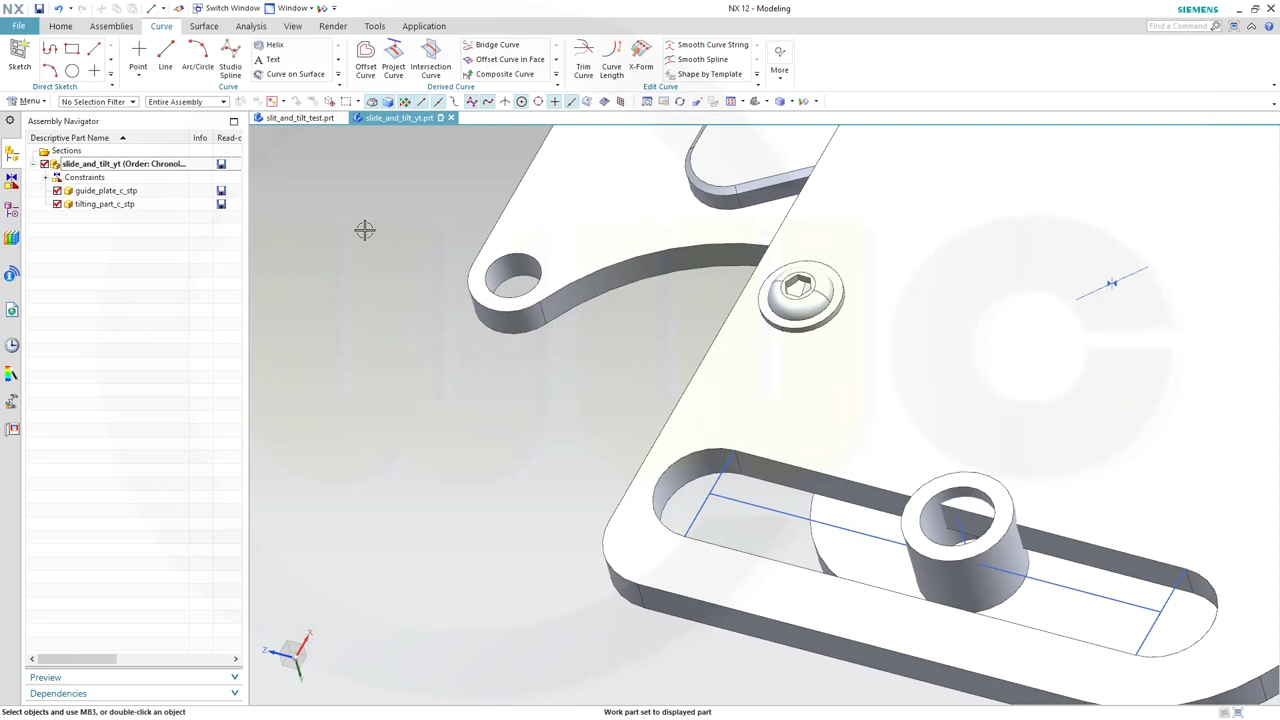 NX
Switch Window
Window
NX 12 - Modeling
SIEMENS
File
Home
Assemblies
Curve
Surface
Analysis
View
Render
Tools
Application
Find a Command
Sketch
Direct Sketch
Point
Line
Arc/Circle
Studio Spline
Helix
Text
Curve on Surface
Curve
Offset Curve
Project Curve
Intersection Curve
Bridge Curve
Offset Curve in Face
Composite Curve
Derived Curve
Trim Curve
Curve Length
X-Form
Smooth Curve String
Smooth Spline
Shape by Template
Edit Curve
More
Menu
No Selection Filter
Entire Assembly
slit_and_tilt_test.prt
slide_and_tilt_yt.prt
Assembly Navigator
Descriptive Part Name
Info
Read-c
Sections
slide_and_tilt_yt (Order: Chronol...
Constraints
guide_plate_c_stp
tilting_part_c_stp
X
Z
Y
Preview
Dependencies
Select objects and use MB3, or double-click an object
Work part set to displayed part